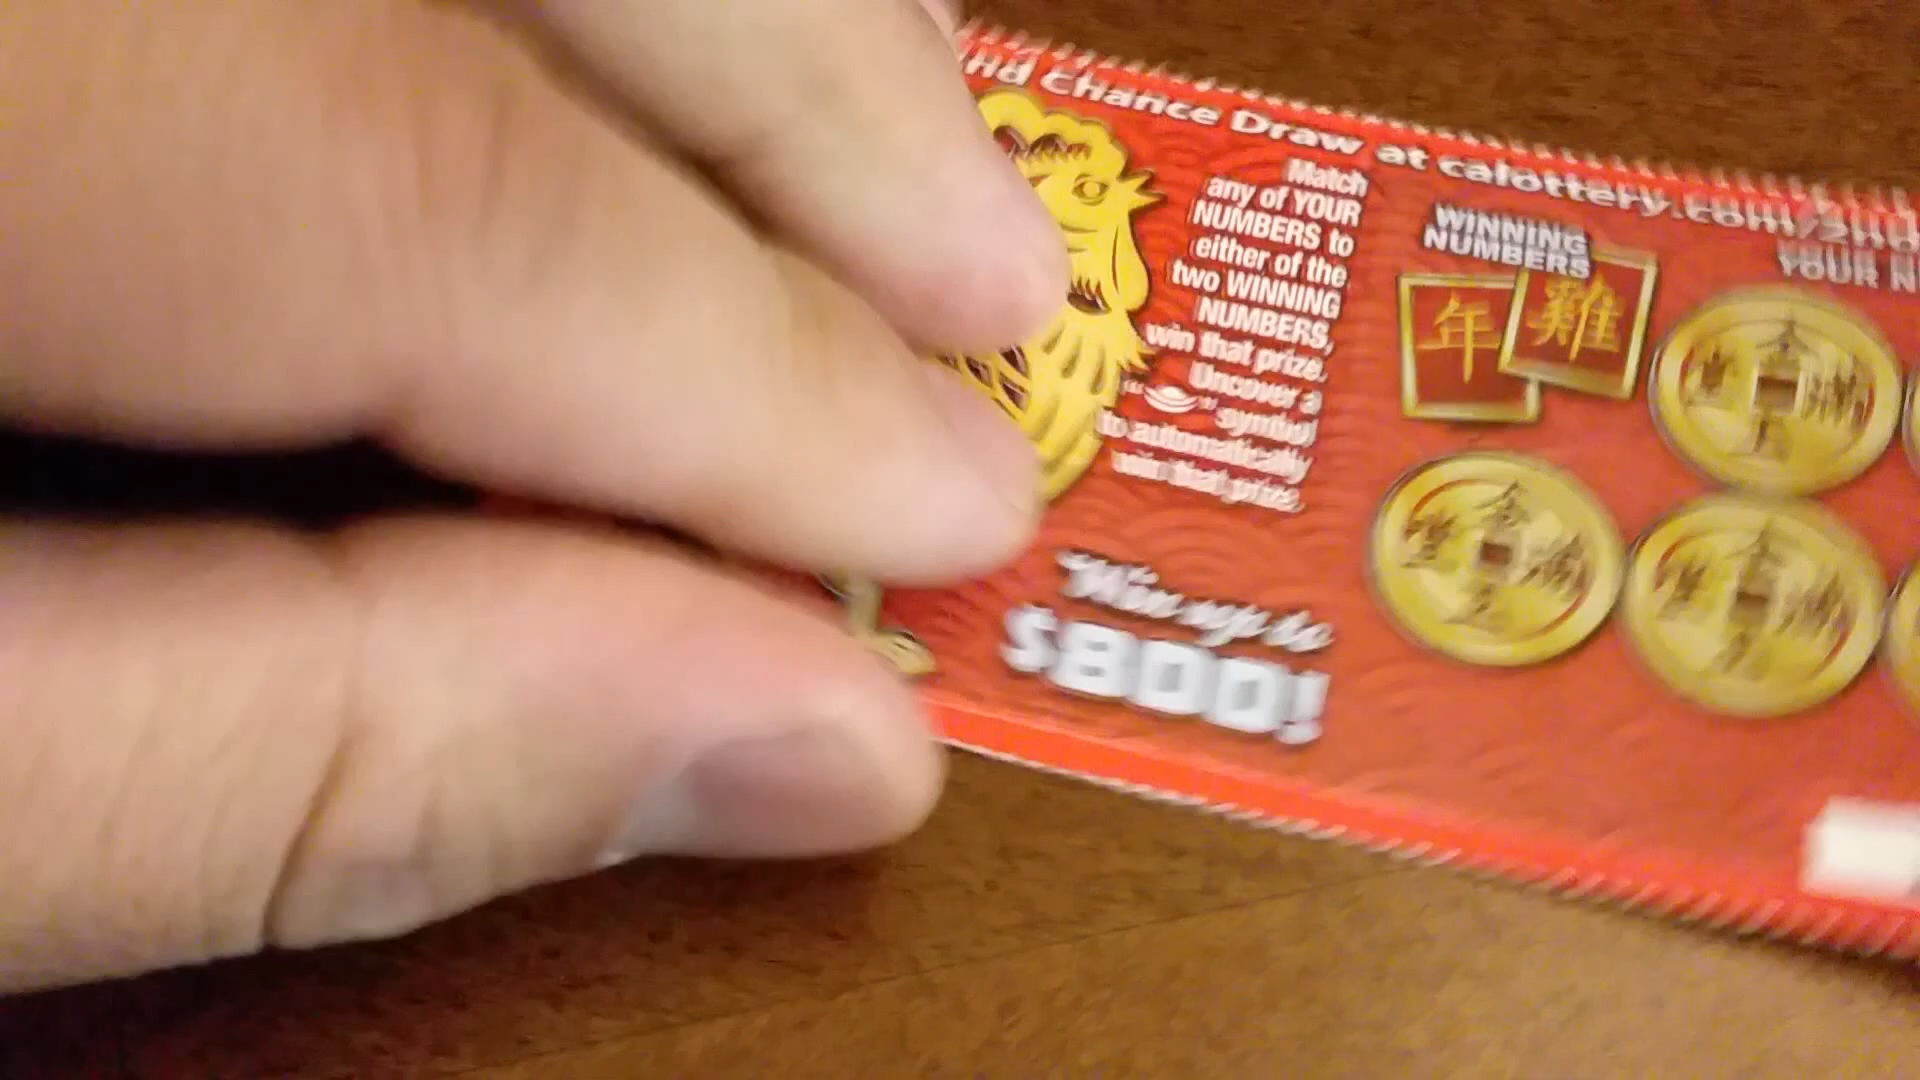 Chance Draw at calottery.com/2nd
Match
any of YOUR
NUMBERS to
either of the
two WINNING
NUMBERS,
win that prize.
Uncover a
symbol
to automatically
win that prize.
Win up to
$800!
WINNING
NUMBERS
年
雞
YOUR